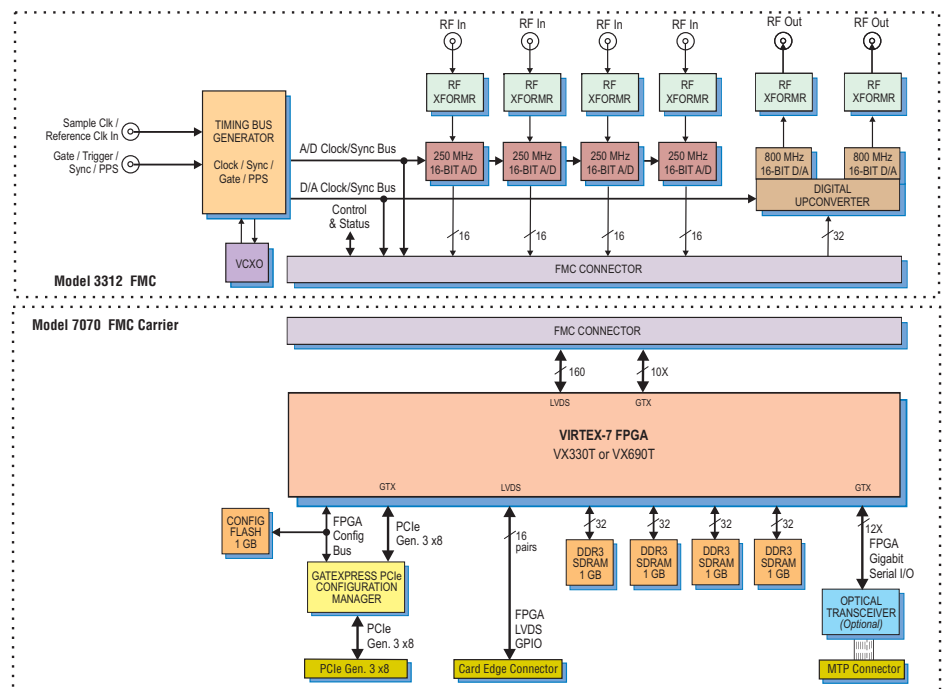 RF In RF In RF In RF In RF Out RF Out
RF
XFORMR
RF
XFORMR
RF
XFORMR
RF
XFORMR
RF
XFORMR
RF
XFORMR
Sample Clk /
Reference Clk In
Gate / Trigger /
Sync / PPS
TIMING BUS
GENERATOR
Clock / Sync /
Gate / PPS
A/D Clock/Sync Bus
D/A Clock/Sync Bus
250 MHz
16-BIT A/D
250 MHz
16-BIT A/D
250 MHz
16-BIT A/D
250 MHz
16-BIT A/D
800 MHz
16-BIT D/A
800 MHz
16-BIT D/A
DIGITAL
UPCONVERTER
Control
& Status
16 16 16 16 32
VCXO
FMC CONNECTOR
Model 3312 FMC
Model 7070 FMC Carrier
FMC CONNECTOR
160 10X
LVDS GTX
VIRTEX-7 FPGA
VX330T or VX690T
GTX LVDS GTX
CONFIG
FLASH
1 GB
FPGA
Config
Bus
PCIe
Gen. 3 x8
16
pairs
32 32 32 32
12X
FPGA
Gigabit
Serial I/O
DDR3
SDRAM
1 GB
DDR3
SDRAM
1 GB
DDR3
SDRAM
1 GB
DDR3
SDRAM
1 GB
GATEXPRESS PCIe
CONFIGURATION
MANAGER
OPTICAL
TRANSCEIVER
(Optional)
PCIe
Gen. 3 x8
FPGA
LVDS
GPIO
PCIe Gen. 3 x8
Card Edge Connector
MTP Connector